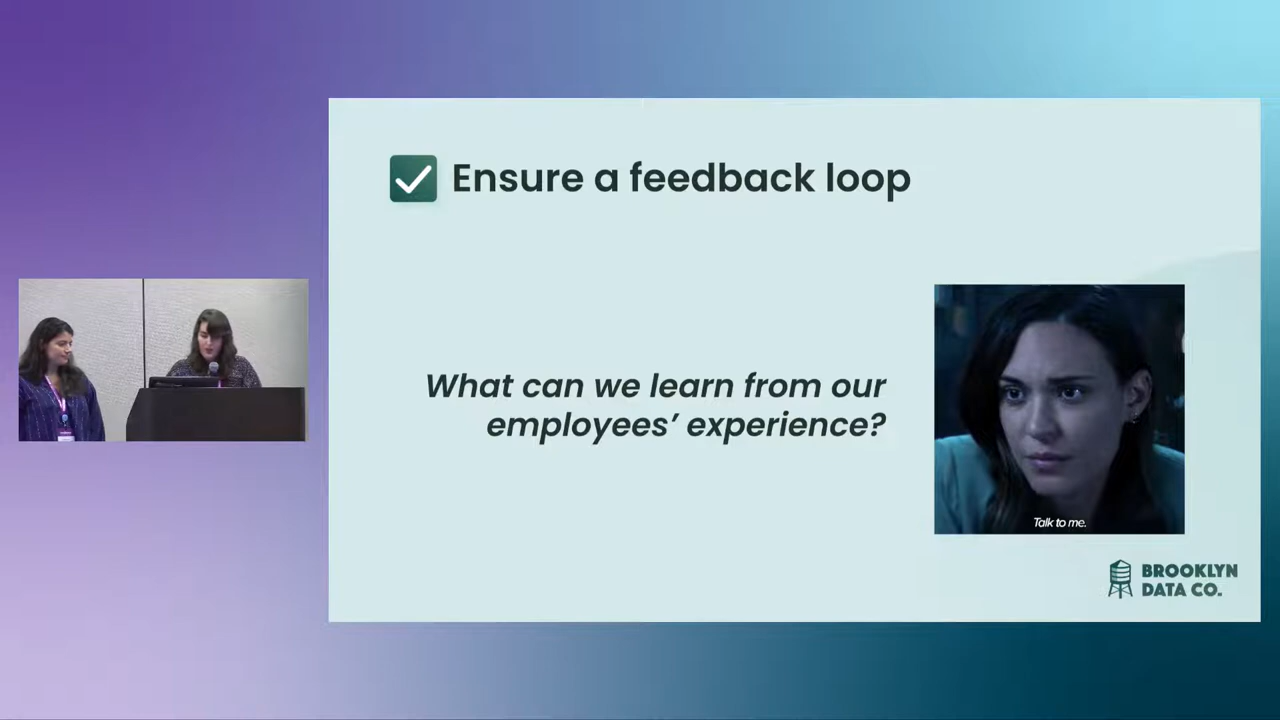 Ensure a feedback loop
What can we learn from our
employees’ experience?
Talk to me.
BROOKLYN
DATA CO.